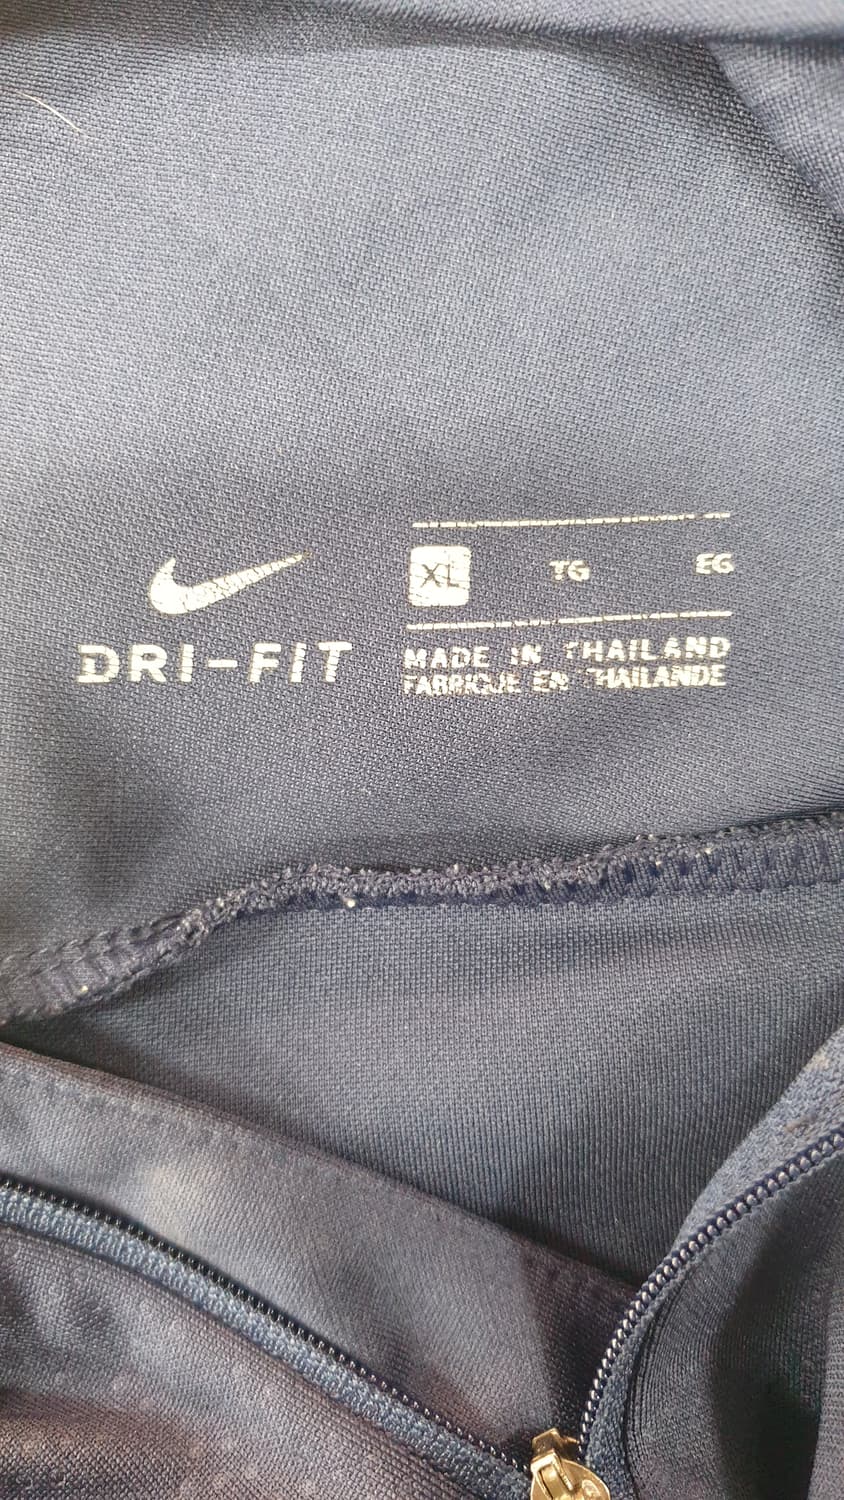 XL TG EG
DRI-FIT
MADE IN THAILAND
FABRIQUE EN THAILANDE